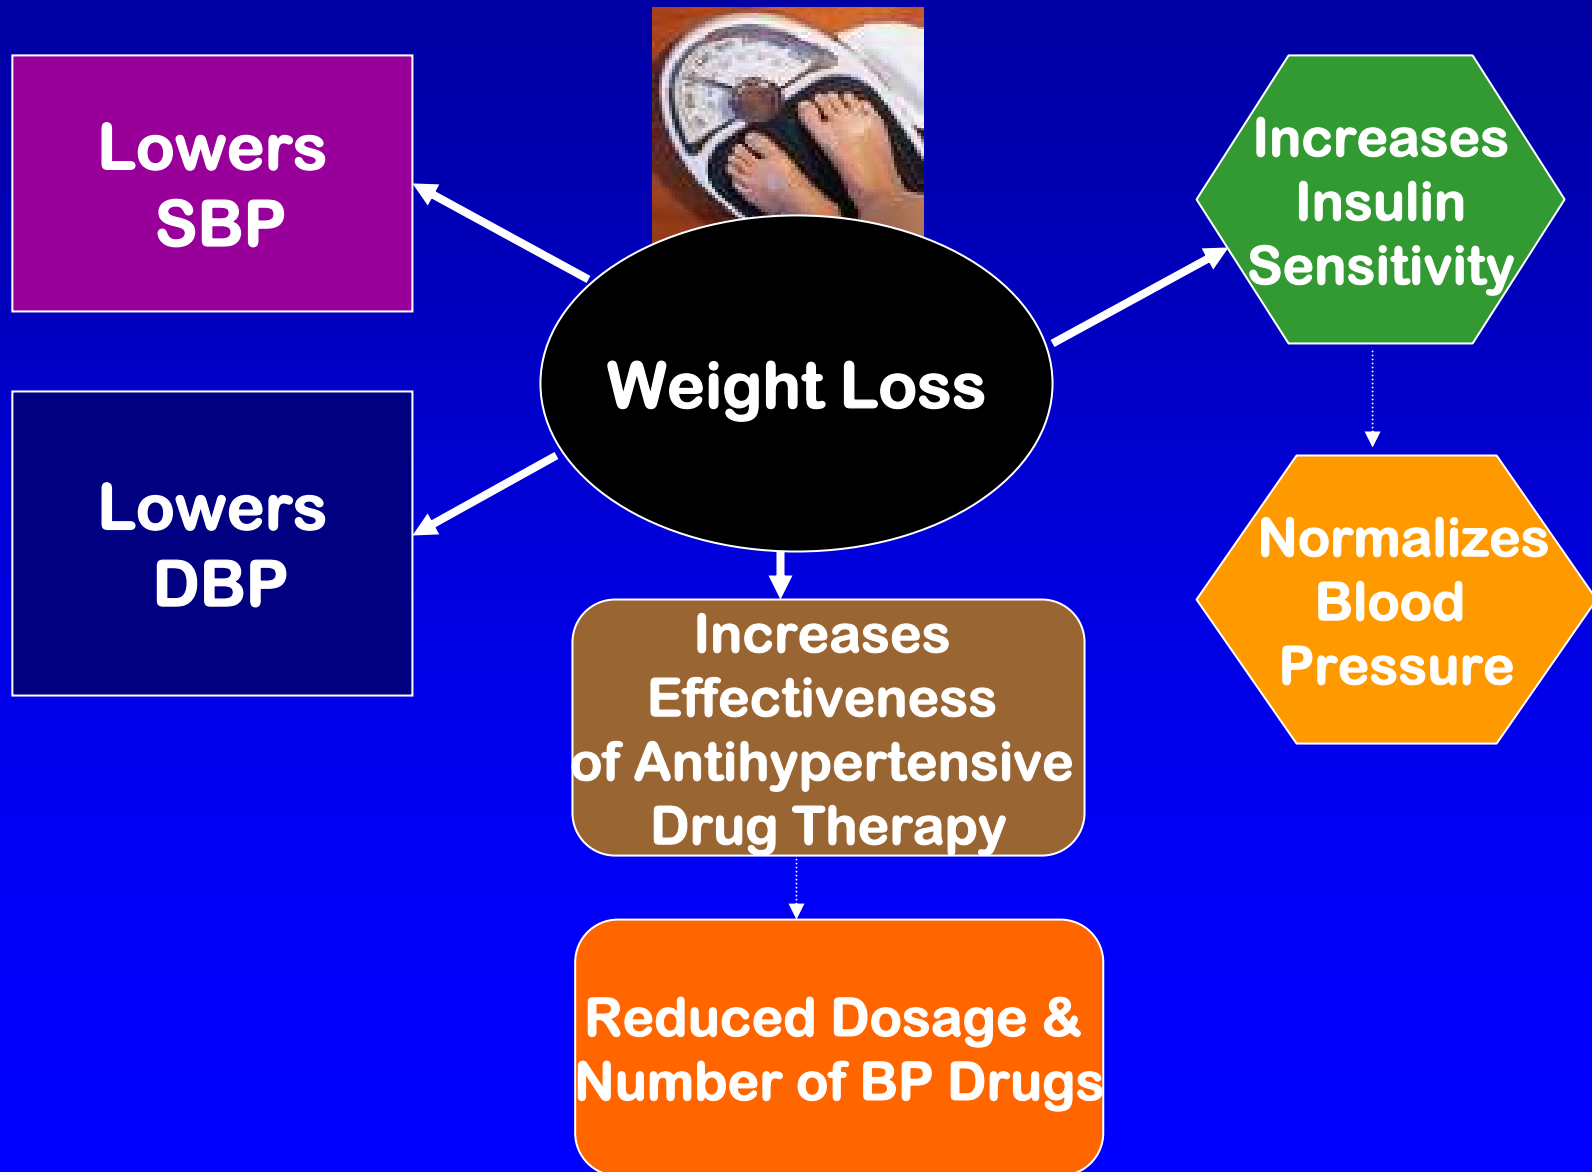 Lowers
SBP
Lowers
DBP
Weight Loss
Increases
Effectiveness
of Antihypertensive
Drug Therapy
Reduced Dosage &
Number of BP Drugs
Increases
Insulin
Sensitivity
Normalizes
Blood
Pressure